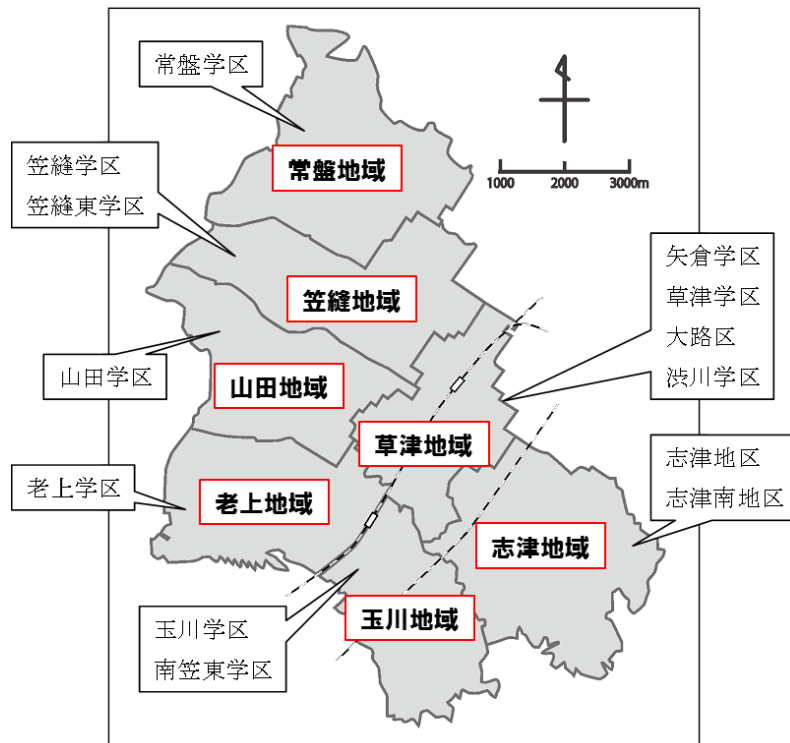 常盤学区
笠縫学区
笠縫東学区
常盤地域
1000 2000 3000m
笠縫地域
矢倉学区
草津学区
大路区
渋川学区
山田学区
山田地域
草津地域
志津地区
志津南地区
老上学区
老上地域
志津地域
玉川学区
南笠東学区
玉川地域